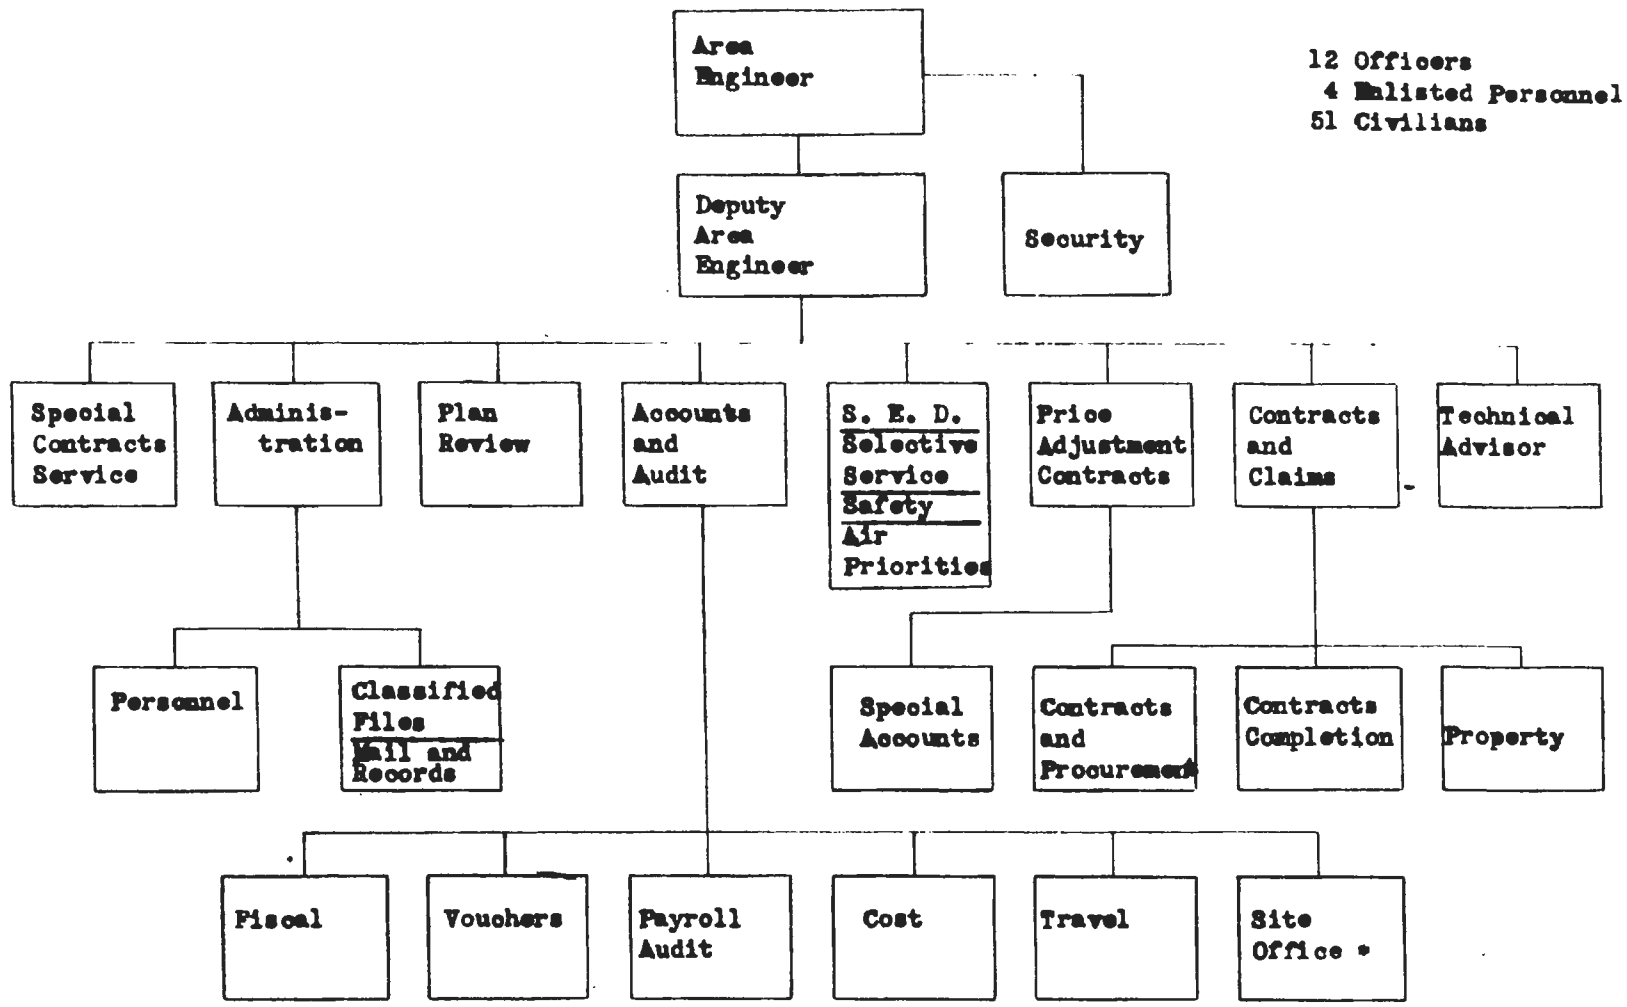 Area
Engineer
12 Officers
4 Enlisted Personnel
51 Civilians
Deputy
Area
Engineer
Security
Special
Contracts
Service
Adminis-
tration
Plan
Review
Accounts
and
Audit
S. E. D.
Selective
Service
Safety
Air
Priorities
Price
Adjustment
Contracts
Contracts
and
Claims
Technical
Advisor
Personnel
Classified
Files
Mail and
Records
Special
Accounts
Contracts
and
Procurement
Contracts
Completion
Property
Fiscal
Vouchers
Payroll
Audit
Cost
Travel
Site
Office *